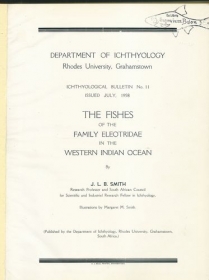 DEPARTMENT OF ICHTHYOLOGY
Rhodes University, Grahamstown
ICHTHYOLOGICAL BULLETIN No. 11
ISSUED JULY, 1958
THE FISHES
OF THE
FAMILY ELEOTRIDAE
IN THE
WESTERN INDIAN OCEAN
By
J. L. B. SMITH
Research Professor and South African Council
for Scientific and Industrial Research Fellow in Ichthyology.
Illustrations by Margaret M. Smith
(Published by the Department of Ichthyology, Rhodes University, Grahamstown,
South Africa)